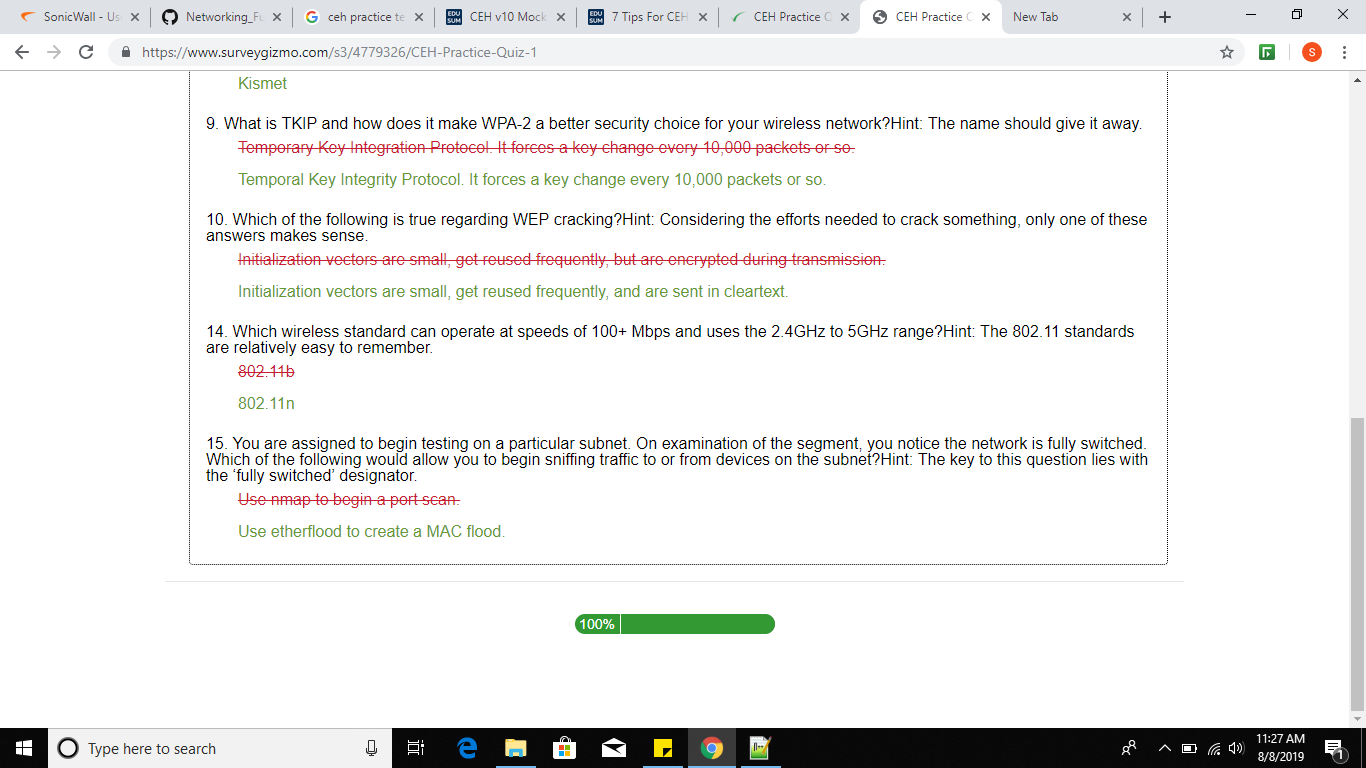 SonicWall - Us
Networking_Fu
ceh practice te
EDU SUM CEH v10 Mock
EDU SUM 7 Tips For CEH
CEH Practice Q
CEH Practice Q
New Tab
https://www.surveygizmo.com/s3/4779326/CEH-Practice-Quiz-1
S
Kismet
9. What is TKIP and how does it make WPA-2 a better security choice for your wireless network?Hint: The name should give it away.
Temporary Key Integration Protocol. It forces a key change every 10,000 packets or so.
Temporal Key Integrity Protocol. It forces a key change every 10,000 packets or so.
10. Which of the following is true regarding WEP cracking?Hint: Considering the efforts needed to crack something, only one of these
answers makes sense.
Initialization vectors are small, get reused frequently, but are encrypted during transmission.
Initialization vectors are small, get reused frequently, and are sent in cleartext.
14. Which wireless standard can operate at speeds of 100+ Mbps and uses the 2.4GHz to 5GHz range?Hint: The 802.11 standards
are relatively easy to remember.
802.11b
802.11n
15. You are assigned to begin testing on a particular subnet. On examination of the segment, you notice the network is fully switched.
Which of the following would allow you to begin sniffing traffic to or from devices on the subnet?Hint: The key to this question lies with
the ‘fully switched’ designator.
Use nmap to begin a port scan.
Use etherflood to create a MAC flood.
100%
Type here to search
11:27 AM
8/8/2019
1